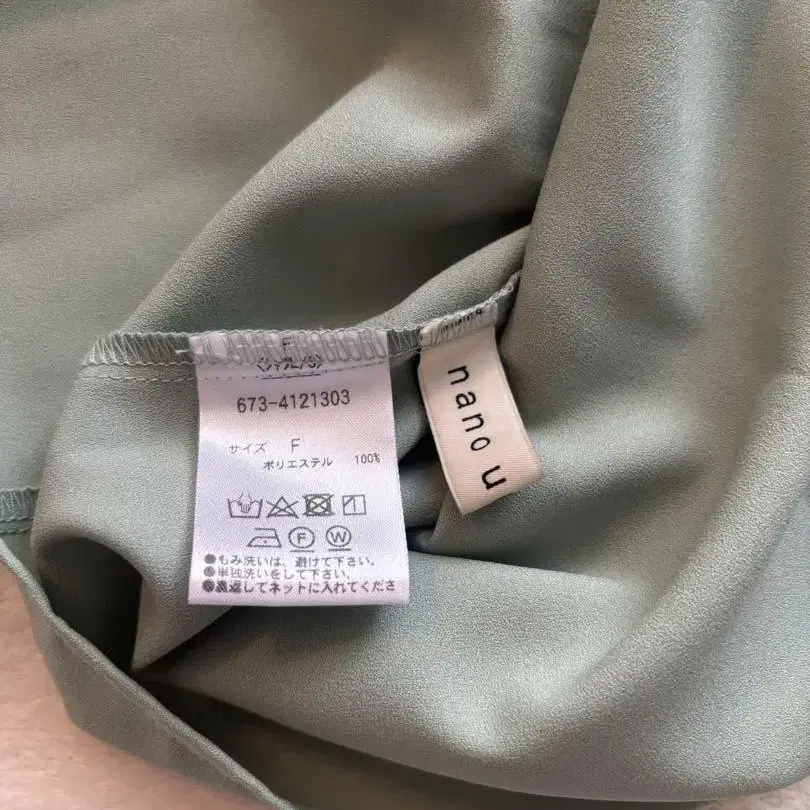 673-4121303
サイズ F
ポリエステル 100%
F W
●もみ洗いは、避けて下さい。
●単独洗いをして下さい。
●裏返してネットに入れてくださ
nano u